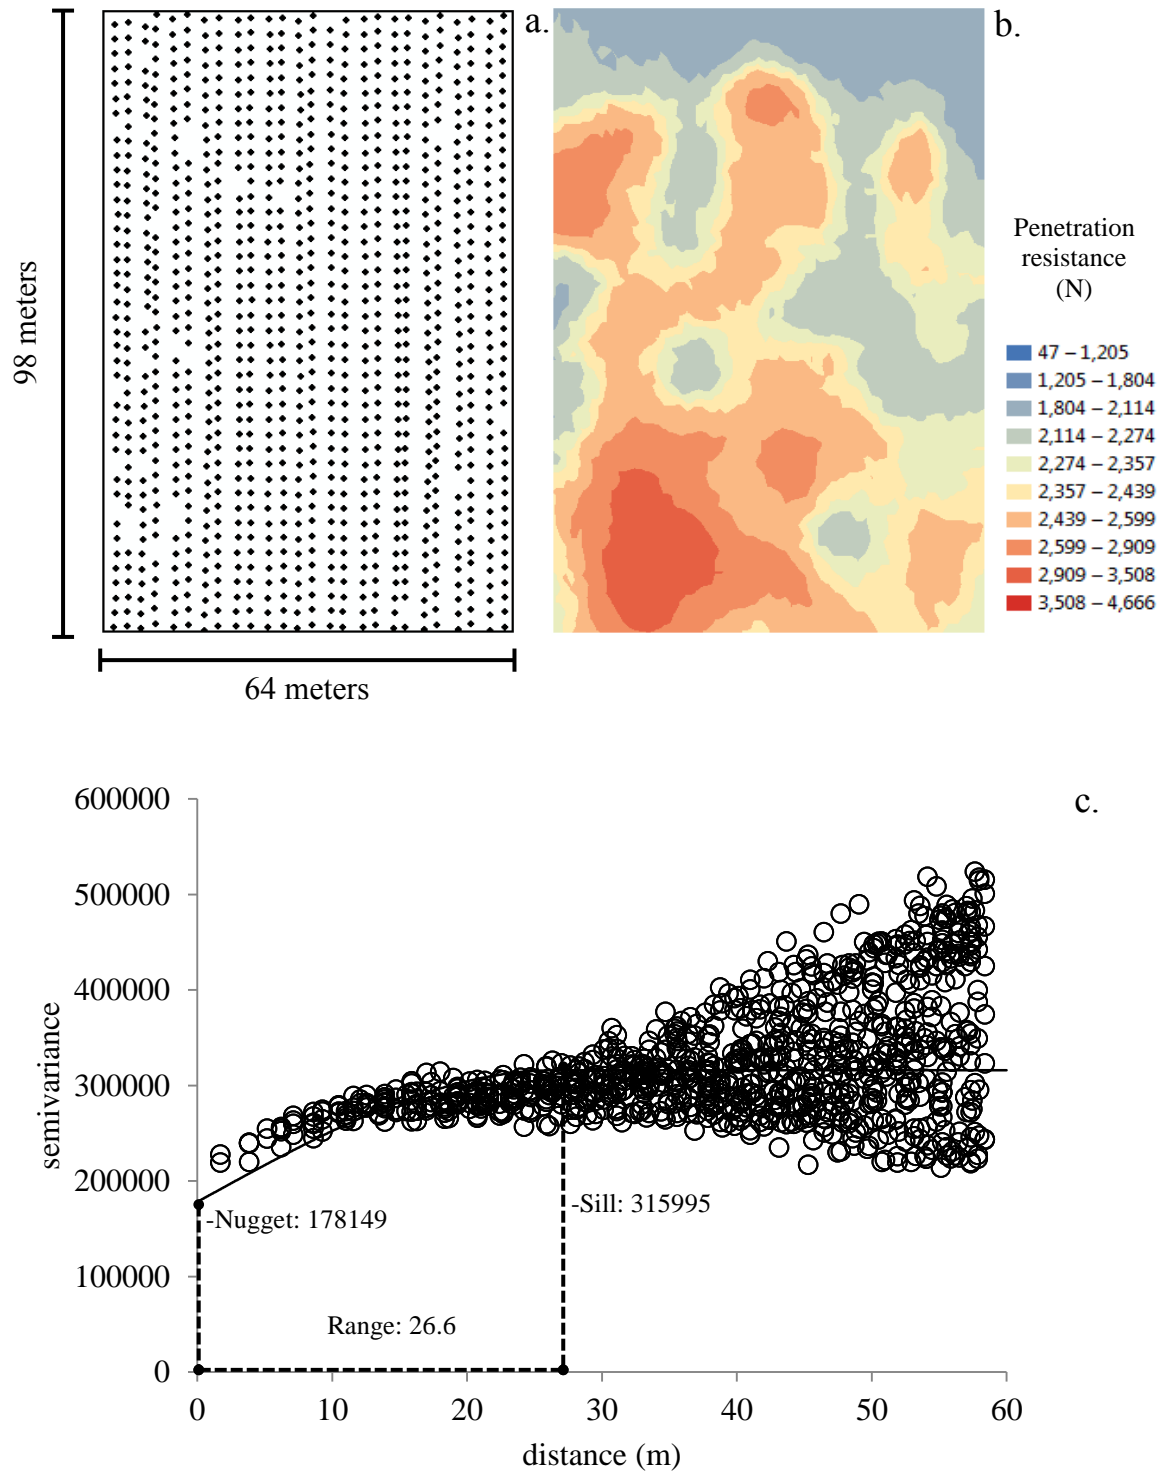 a.
b.
98 meters
64 meters
Penetration
resistance
(N)
47 – 1,205
1,205 – 1,804
1,804 – 2,114
2,114 – 2,274
2,274 – 2,357
2,357 – 2,439
2,439 – 2,599
2,599 – 2,909
2,909 – 3,508
3,508 – 4,666
c.
semivariance
600000
500000
400000
300000
200000
100000
0
-Nugget: 178149
-Sill: 315995
Range: 26.6
0 10 20 30 40 50 60
distance (m)